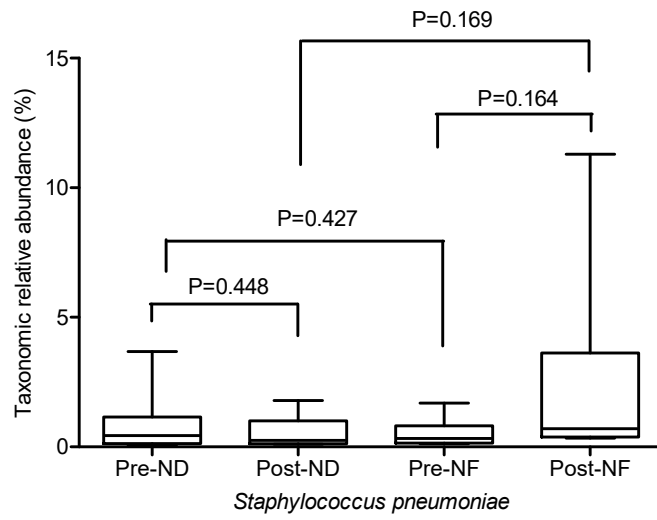 P=0.169
15
P=0.164
Taxonomic relative abundance (%)
10
P=0.427
P=0.448
5
0
Pre-ND Post-ND Pre-NF Post-NF
Staphylococcus pneumoniae